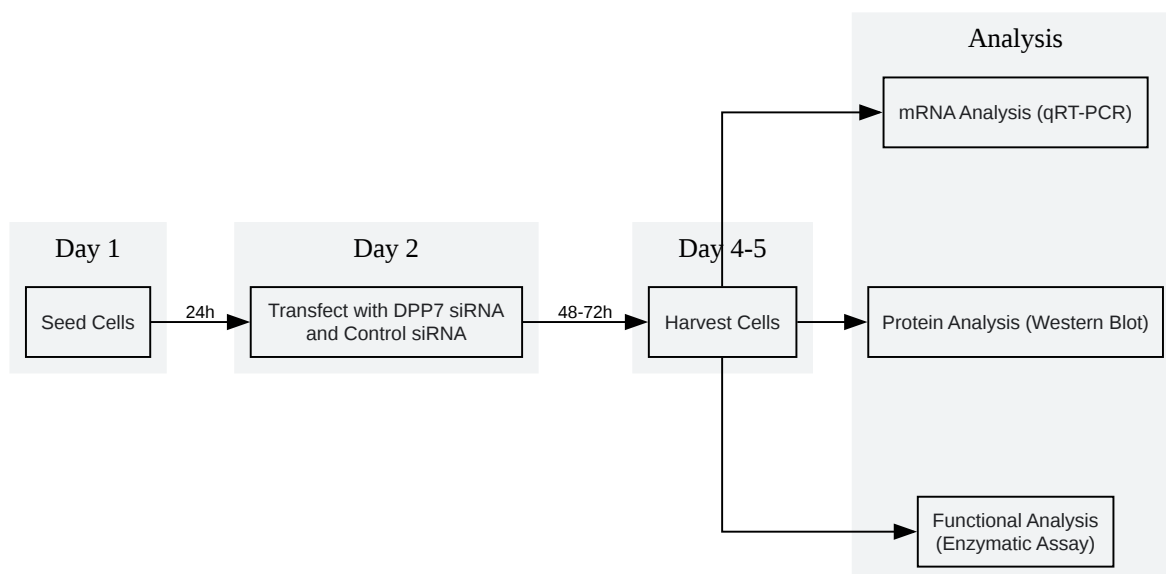 Analysis
mRNA Analysis (qRT-PCR)
Day 1
Day 2
Day 4-5
Seed Cells
24h
Transfect with DPP7 siRNA
and Control siRNA
48-72h
Harvest Cells
Protein Analysis (Western Blot)
Functional Analysis
(Enzymatic Assay)